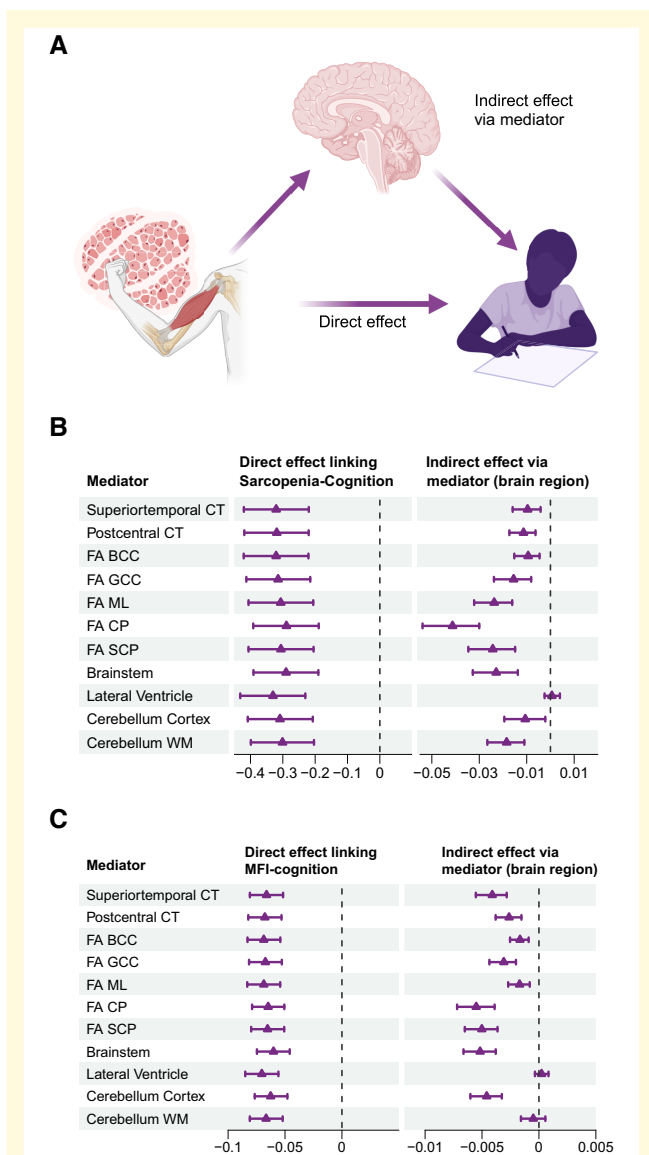 A
Indirect effect
via mediator
Direct effect
B
Mediator
Direct effect linking
Sarcopenia-Cognition
Indirect effect via
mediator (brain region)
Superiortemporal CT
Postcentral CT
FA BCC
FA GCC
FA ML
FA CP
FA SCP
Brainstem
Lateral Ventricle
Cerebellum Cortex
Cerebellum WM
−0.4 −0.3 −0.2 −0.1 0
−0.05 −0.03 −0.01 0.01
C
Mediator
Direct effect linking
MFI-cognition
Indirect effect via
mediator (brain region)
Superiortemporal CT
Postcentral CT
FA BCC
FA GCC
FA ML
FA CP
FA SCP
Brainstem
Lateral Ventricle
Cerebellum Cortex
Cerebellum WM
−0.1 −0.05 0
−0.01 −0.005 0 0.005